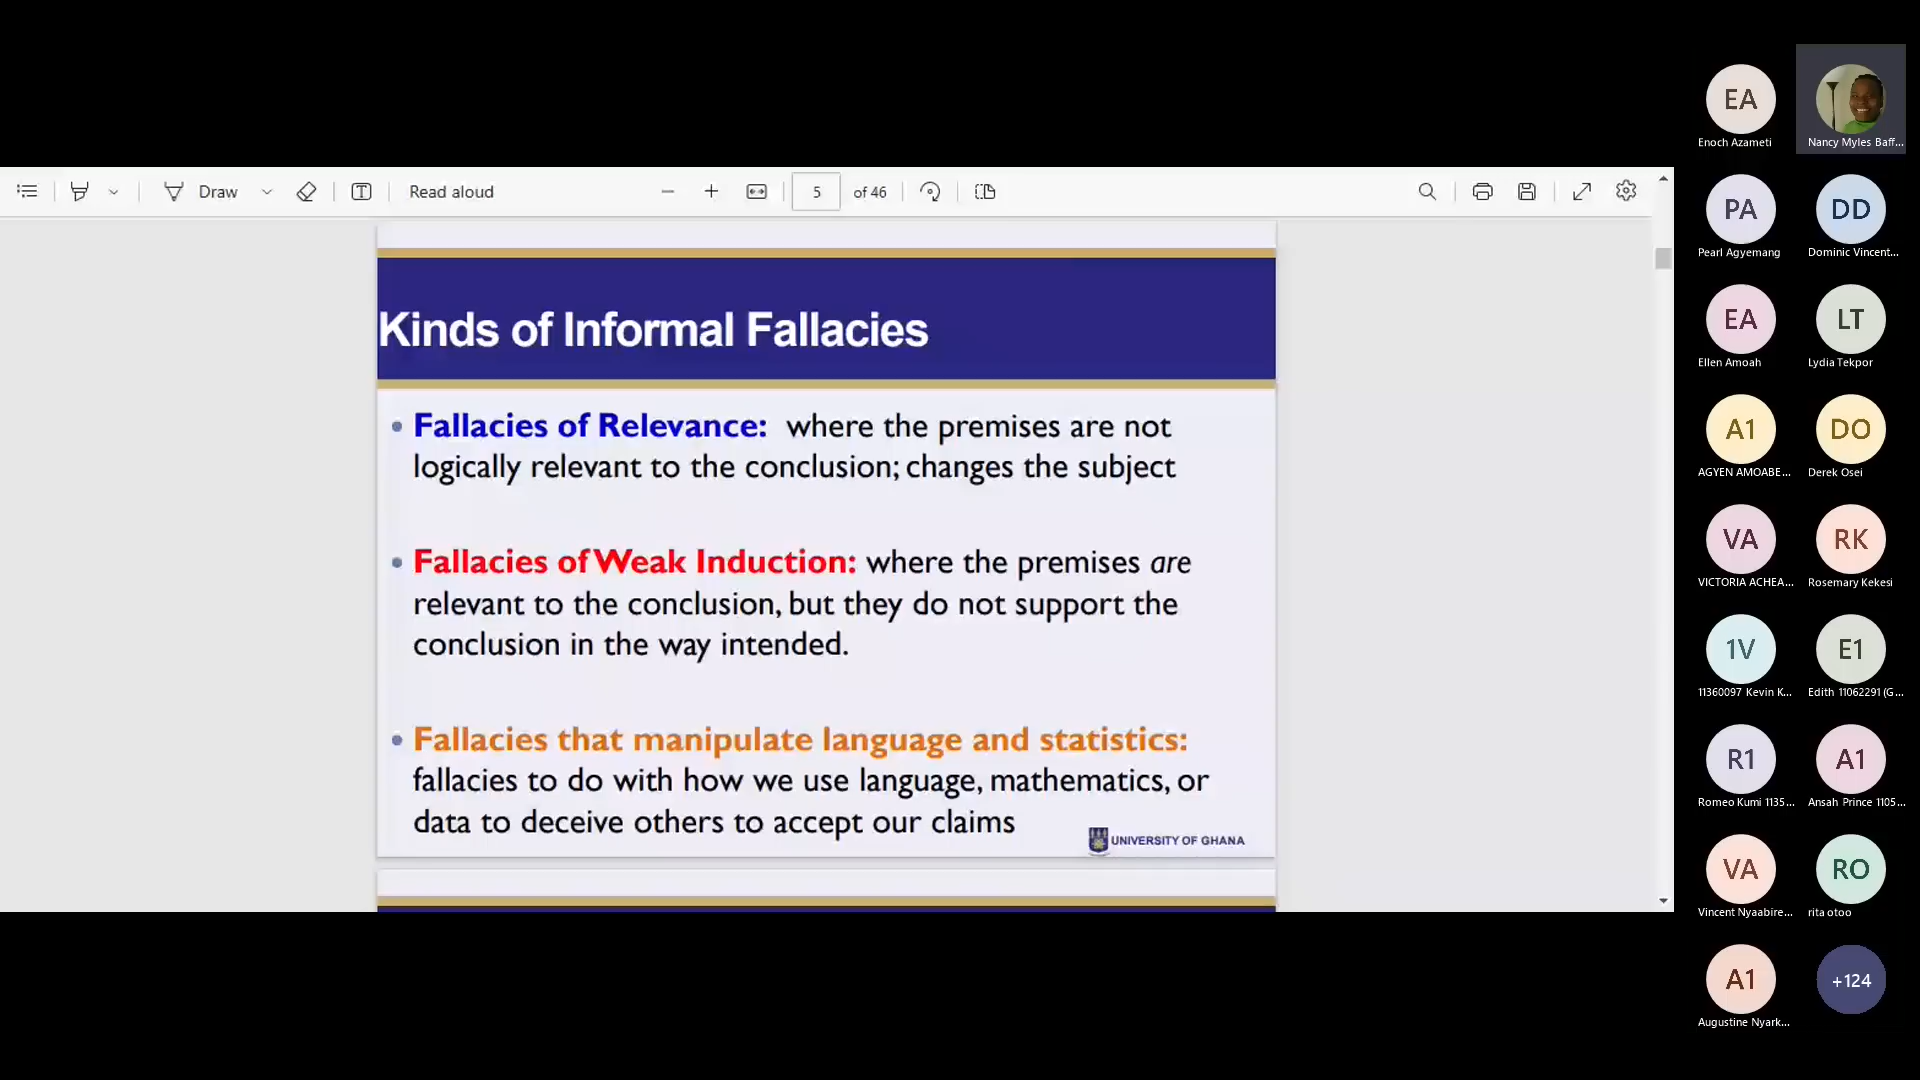 Read aloud
Draw
5 of 46
Kinds of Informal Fallacies
• Fallacies of Relevance: where the premises are not
logically relevant to the conclusion; changes the subject
• Fallacies of Weak Induction: where the premises are
relevant to the conclusion, but they do not support the
conclusion in the way intended.
• Fallacies that manipulate language and statistics:
fallacies to do with how we use language, mathematics, or
data to deceive others to accept our claims
UNIVERSITY OF GHANA
EA
Enoch Azameti
Nancy Myles Baff...
PA
Pearl Agyemang
DD
Dominic Vincent...
EA
Ellen Amoah
LT
Lydia Tekpor
A1
AGYEN AMOABE...
DO
Derek Osei
VA
VICTORIA ACHEA...
RK
Rosemary Kekesi
1V
11360097 Kevin K...
E1
Edith 11062291 (G...
R1
Romeo Kumi 1135...
A1
Ansah Prince 1105...
VA
Vincent Nyaabire...
RO
rita otoo
A1
Augustine Nyark...
+124